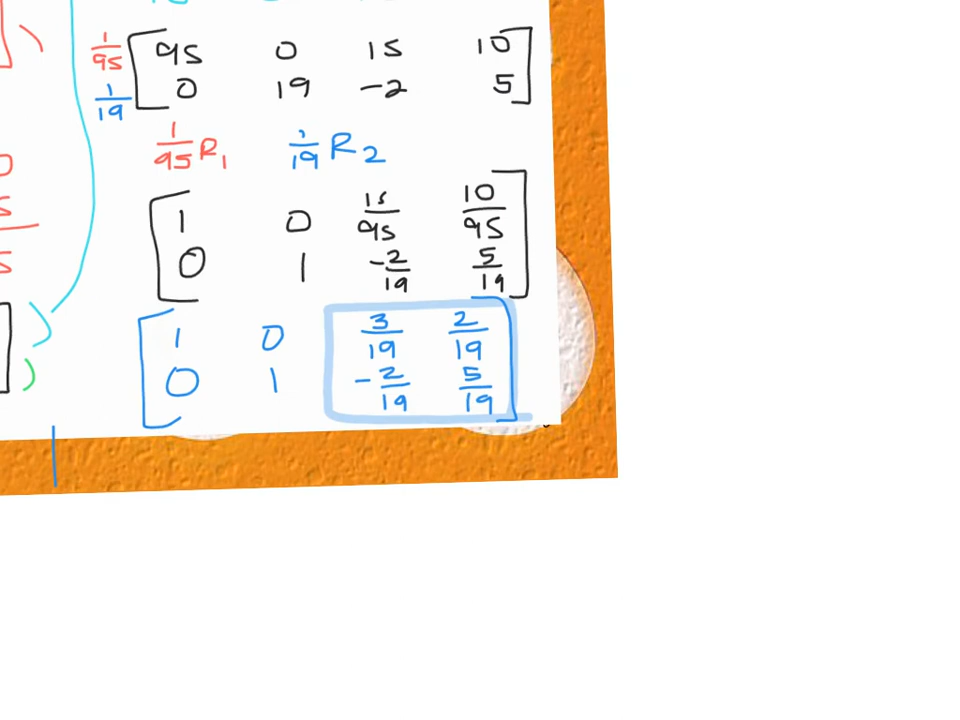 1/95 [ 95 0 15 10 ]
1/19 [ 0 19 -2 5 ]
1/95 R1 1/19 R2
[ 1 0 15/95 10/95 ]
[ 0 1 -2/19 5/19 ]
[ 1 0 3/19 2/19 ]
[ 0 1 -2/19 5/19 ]